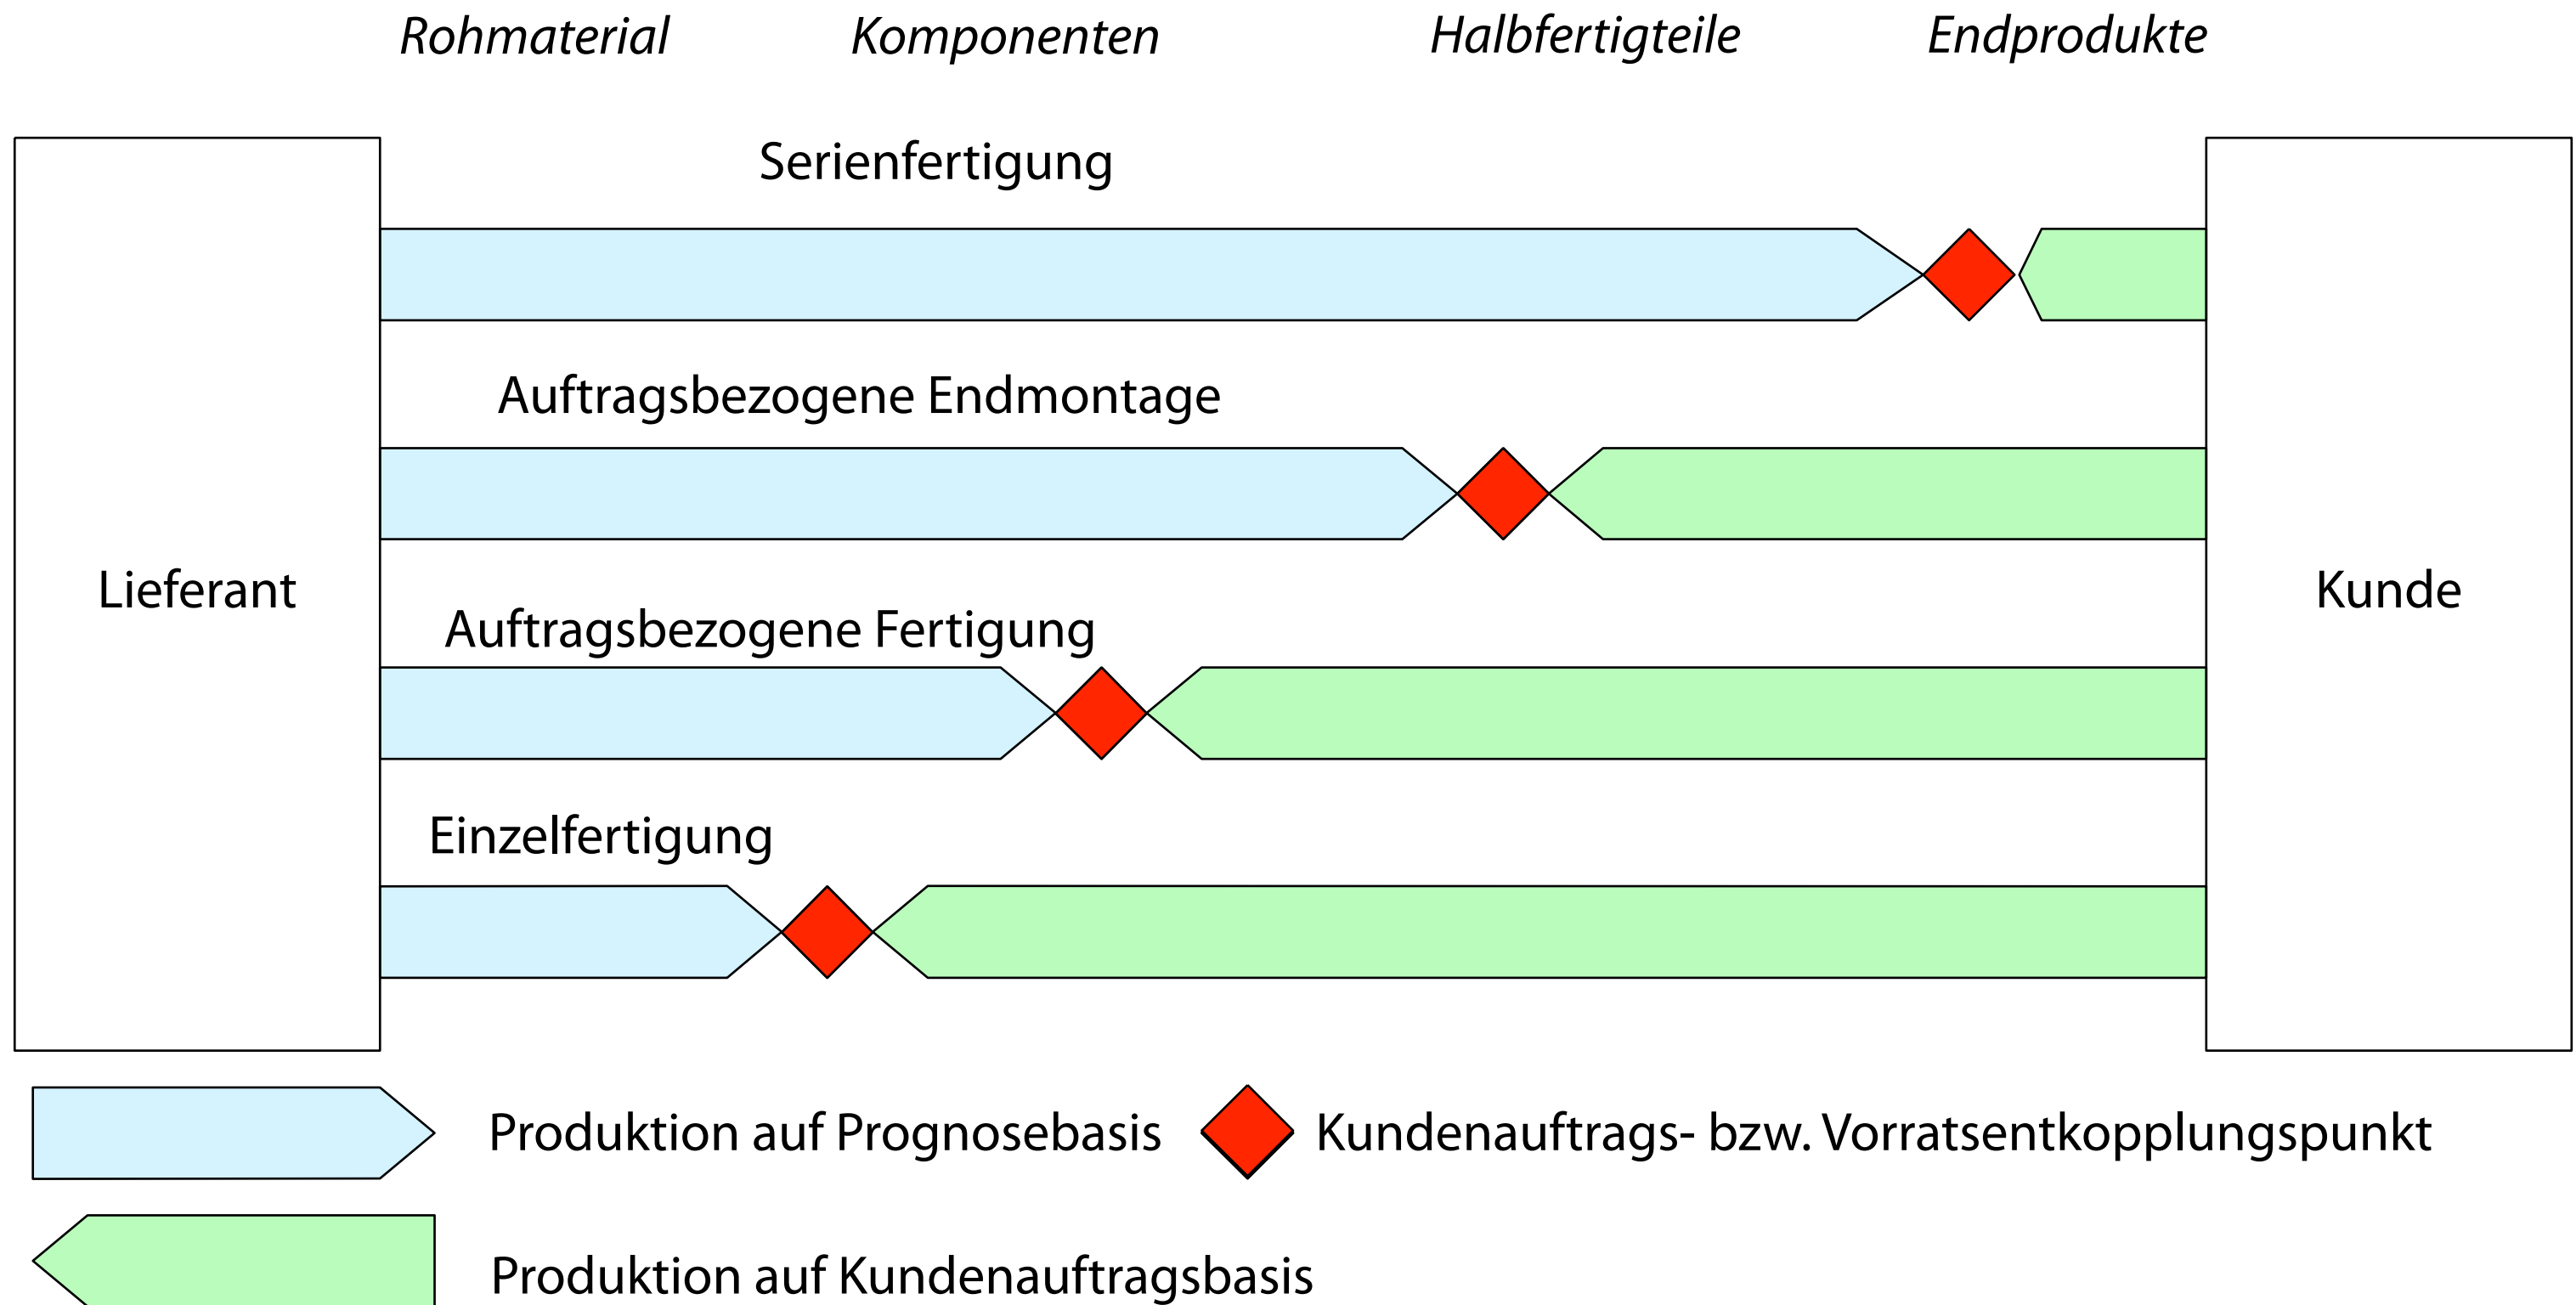 Rohmaterial Komponenten Halbfertigteile Endprodukte
Serienfertigung
Auftragsbezogene Endmontage
Lieferant
Kunde
Auftragsbezogene Fertigung
Einzelfertigung
Produktion auf Prognosebasis
Kundenauftrags- bzw. Vorratsentkopplungspunkt
Produktion auf Kundenauftragsbasis